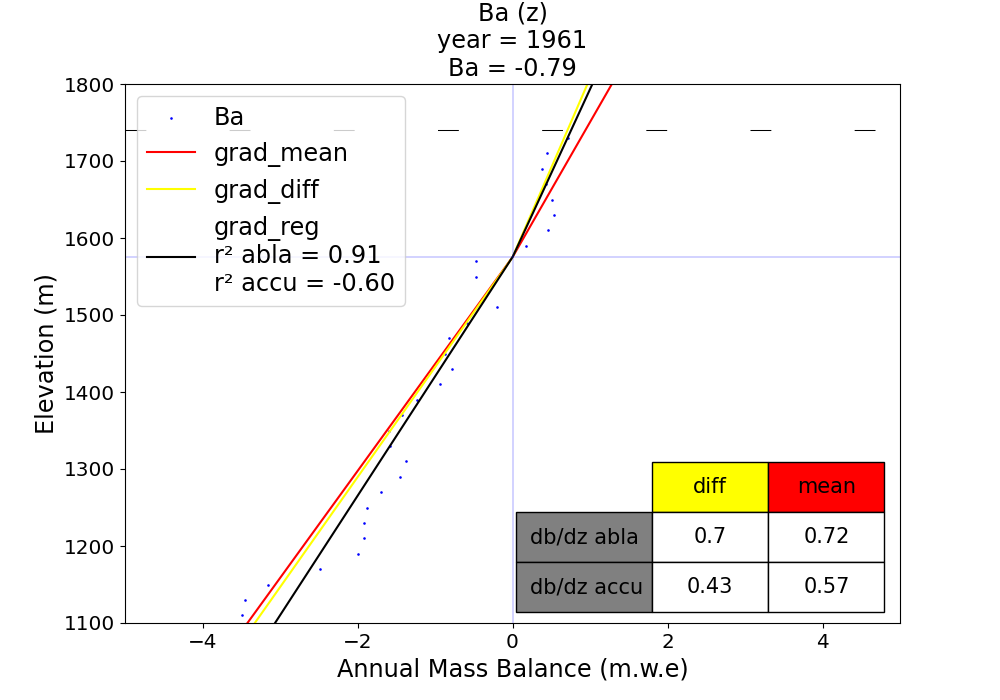 Ba (z)
year = 1961
Ba = -0.79
Elevation (m)
1800
1700
1600
1500
1400
1300
1200
1100
Ba
grad_mean
grad_diff
grad_reg
r² abla = 0.91
r² accu = -0.60
diff mean
db/dz abla 0.7 0.72
db/dz accu 0.43 0.57
−4 −2 0 2 4
Annual Mass Balance (m.w.e)